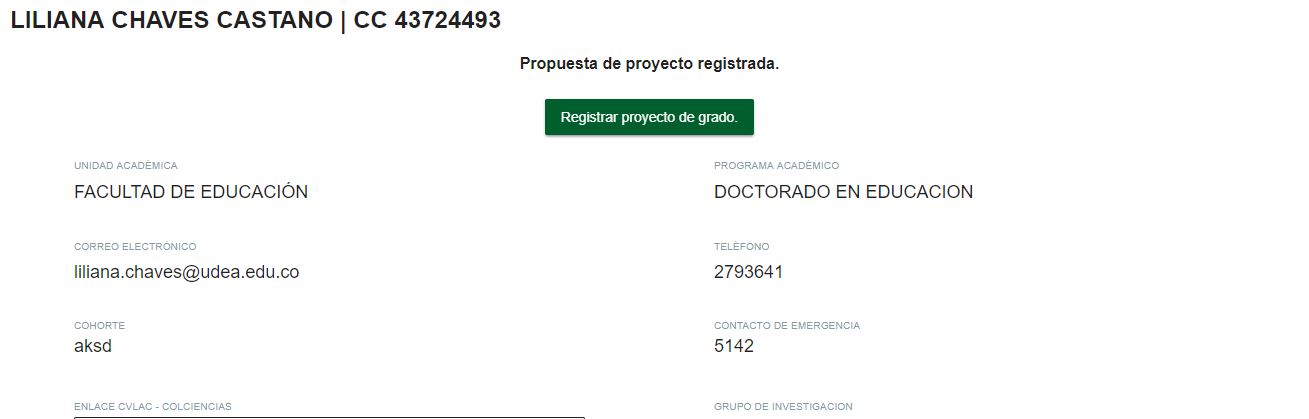 LILIANA CHAVES CASTANO | CC 43724493
Propuesta de proyecto registrada.
Registrar proyecto de grado.
UNIDAD ACADÉMICA
PROGRAMA ACADÉMICO
FACULTAD DE EDUCACIÓN
DOCTORADO EN EDUCACION
CORREO ELECTRÓNICO
TELÉFONO
liliana.chaves@udea.edu.co
2793641
COHORTE
CONTACTO DE EMERGENCIA
aksd
5142
ENLACE CVLAC - COLCIENCIAS
GRUPO DE INVESTIGACION